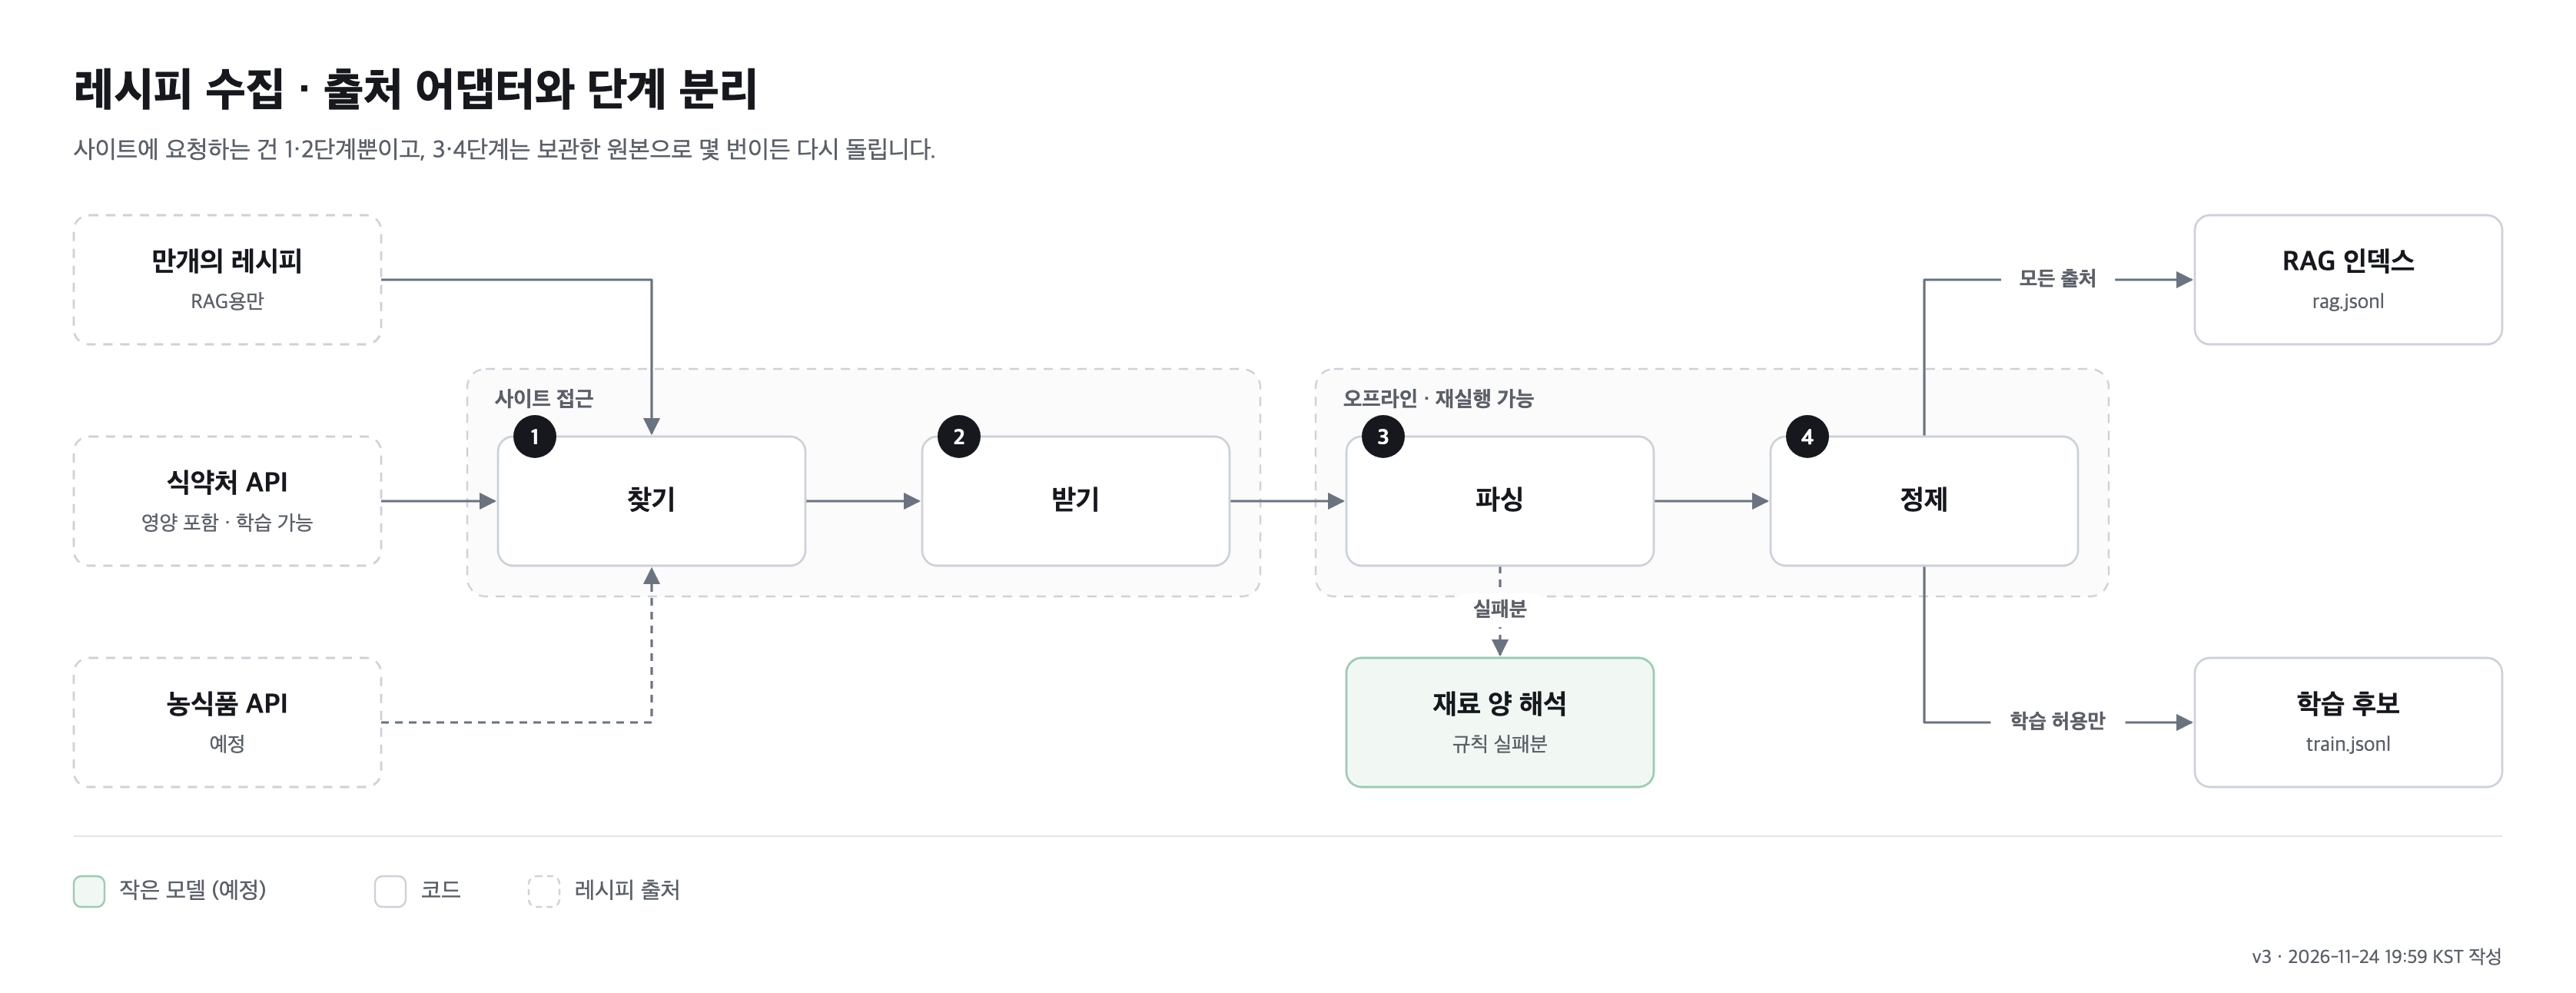 레시피 수집 · 출처 어댑터와 단계 분리
사이트에 요청하는 건 1·2단계뿐이고, 3·4단계는 보관한 원본으로 몇 번이든 다시 돌립니다.
만개의 레시피
RAG용만
모든 출처
RAG 인덱스
rag.jsonl
사이트 접근
오프라인 · 재실행 가능
1
2
3
4
식약처 API
영양 포함 · 학습 가능
찾기
받기
파싱
정제
실패분
농식품 API
예정
재료 양 해석
규칙 실패분
학습 허용만
학습 후보
train.jsonl
작은 모델 (예정)
코드
레시피 출처
v3 · 2026-11-24 19:59 KST 작성